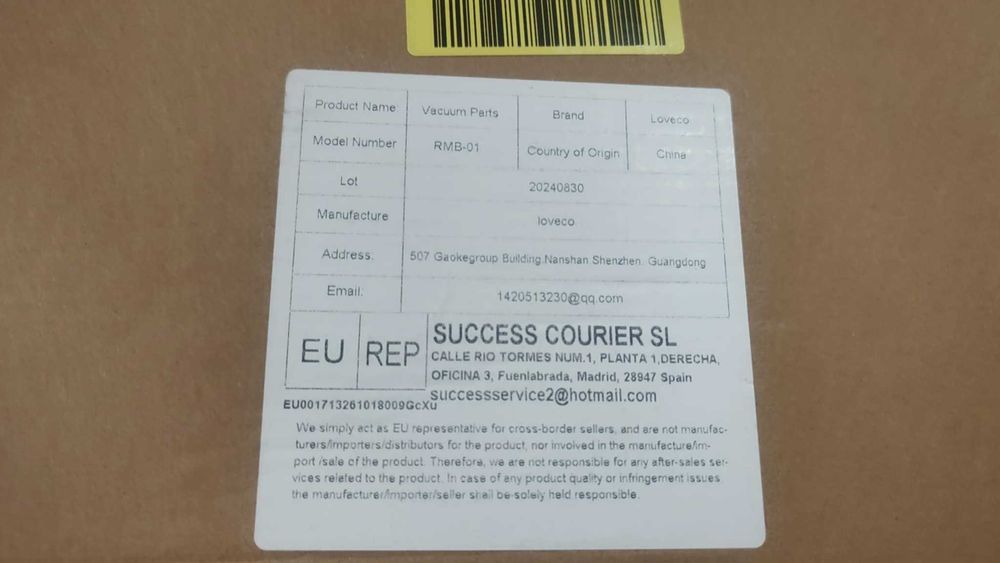 Product Name Vacuum Parts Brand Loveco
Model Number RMB-01 Country of Origin China
Lot 20240830
Manufacture loveco
Address: 507 Gaokegroup Building.Nanshan Shenzhen. Guangdong
Email: 1420513230@qq.com
EU REP
SUCCESS COURIER SL
CALLE RIO TORMES NUM.1, PLANTA 1,DERECHA,
OFICINA 3, Fuenlabrada, Madrid, 28947 Spain
successservice2@hotmail.com
EU001713261018009GcXu
We simply act as EU representative for cross-border sellers, and are not manufac-
turers/importers/distributors for the product, nor involved in the manufacture/im-
port /sale of the product. Therefore, we are not responsible for any after-sales ser-
vices related to the product. In case of any product quality or infringement issues,
the manufacturer/importer/seller shall be solely held responsible.